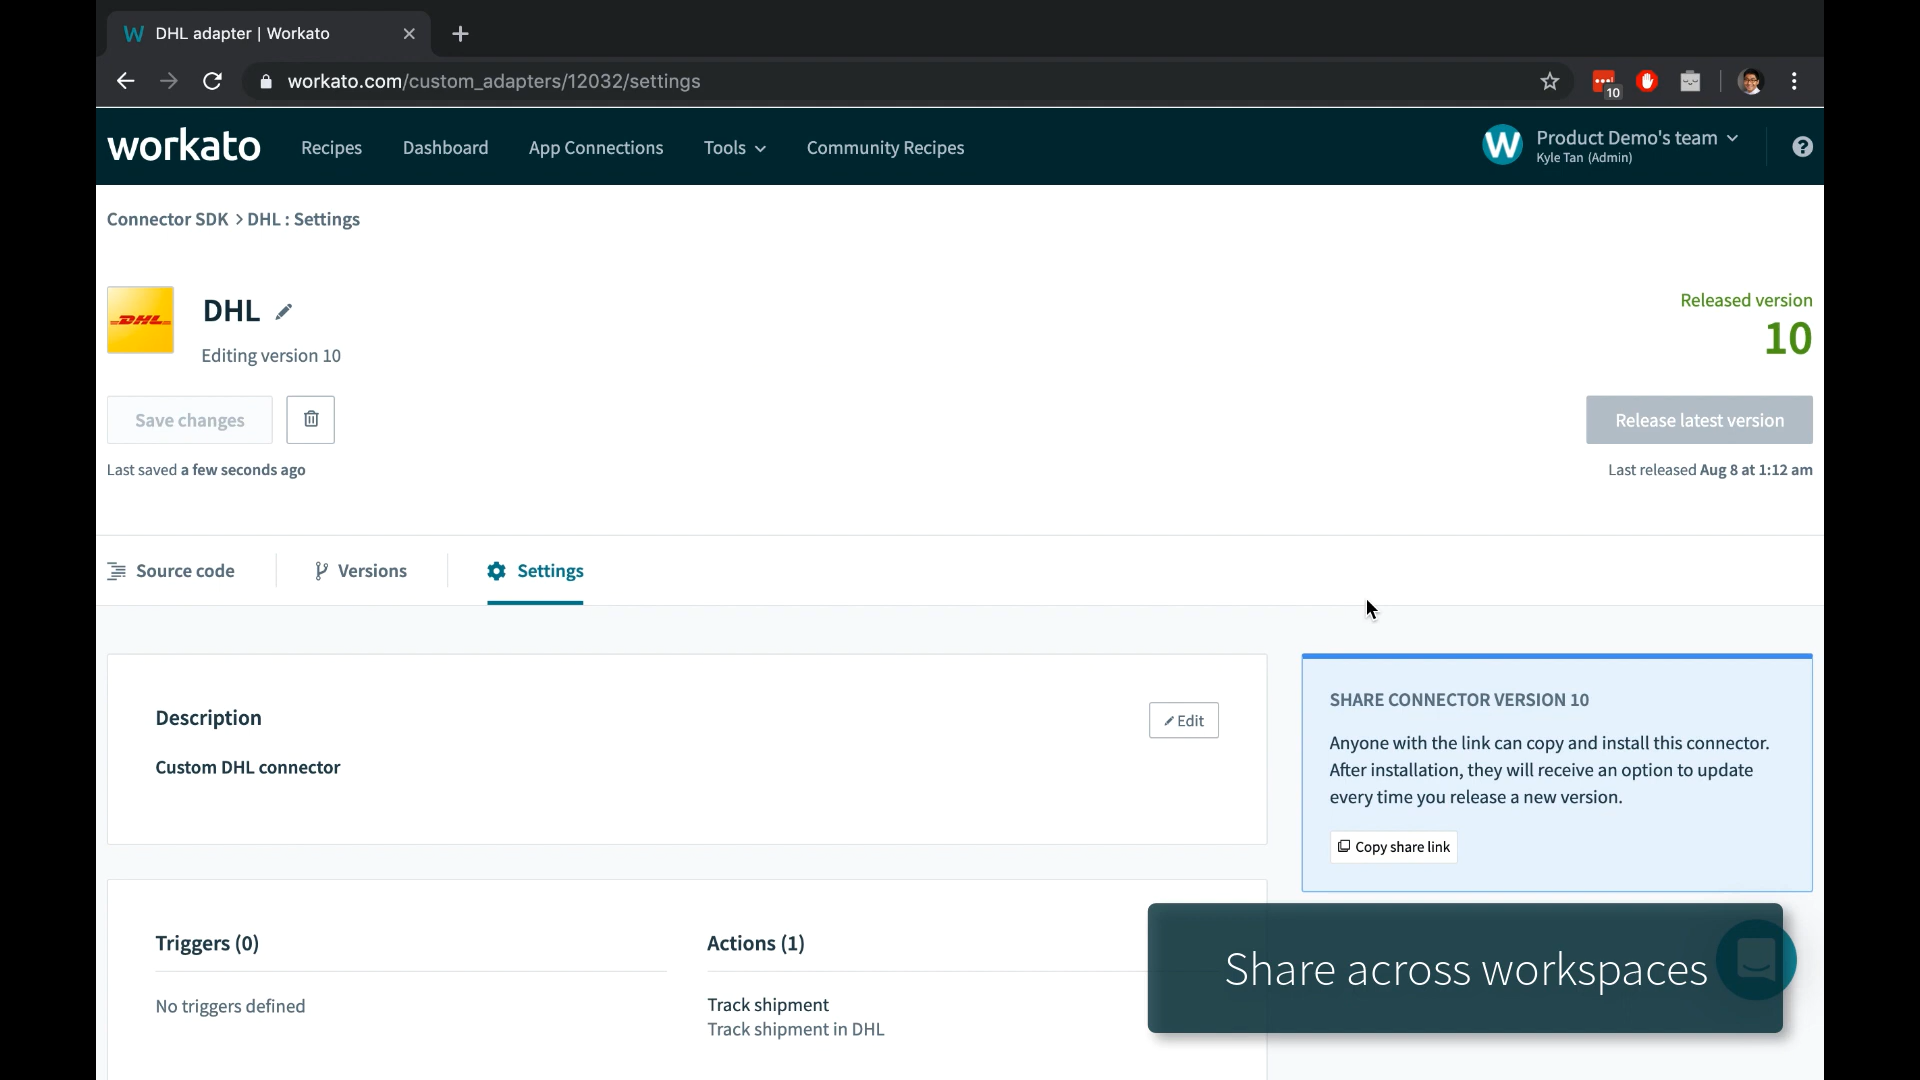 DHL adapter | Workato
workato.com/custom_adapters/12032/settings
10
workato
Recipes
Dashboard
App Connections
Tools
Community Recipes
W
Product Demo's team
Kyle Tan (Admin)
?
Connector SDK > DHL : Settings
DHL
DHL
Editing version 10
Released version
10
Save changes
Release latest version
Last saved a few seconds ago
Last released Aug 8 at 1:12 am
Source code
Versions
Settings
Description
Edit
Custom DHL connector
SHARE CONNECTOR VERSION 10
Anyone with the link can copy and install this connector.
After installation, they will receive an option to update
every time you release a new version.
Copy share link
Triggers (0)
Actions (1)
No triggers defined
Track shipment
Track shipment in DHL
Share across workspaces